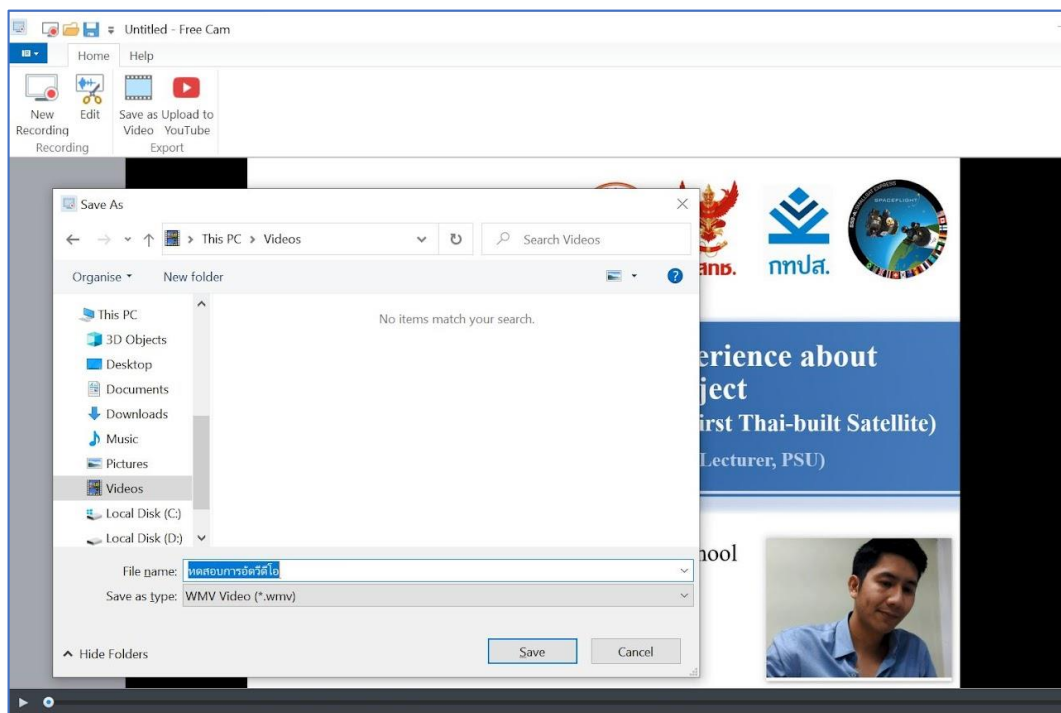 Untitled - Free Cam
Home Help
New Recording
Edit
Save as Video
Upload to YouTube
Recording
Export
Save As
This PC > Videos
Search Videos
Organise
New folder
This PC
3D Objects
Desktop
Documents
Downloads
Music
Pictures
Videos
Local Disk (C:)
Local Disk (D:)
No items match your search.
File name: ทดสอบการอัดวีดีโอ
Save as type: WMV Video (*.wmv)
Hide Folders
Save
Cancel
สทช.
กทปส.
SPACEFLIGHT
erience about
ject
irst Thai-built Satellite)
Lecturer, PSU)
hool